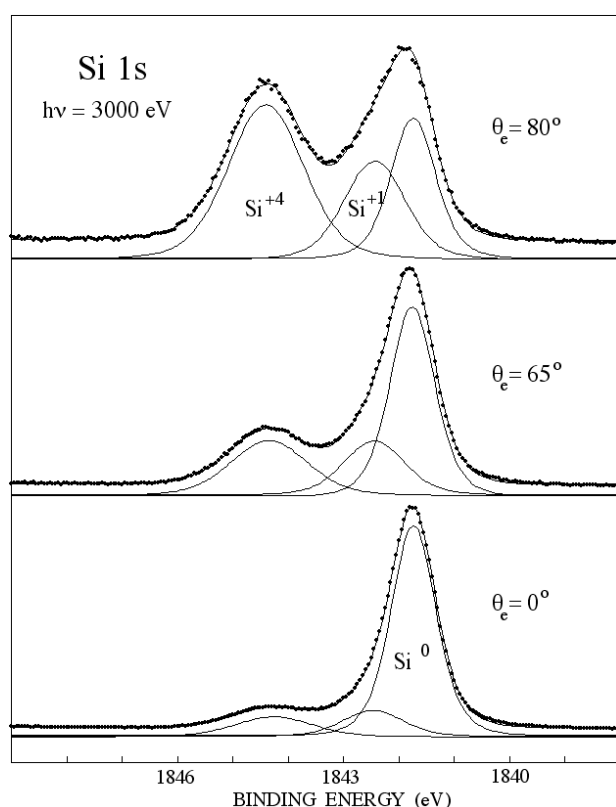 Si 1s
hν = 3000 eV
θe = 80°
Si+4
Si+1
θe = 65°
θe = 0°
Si 0
1846 1843 1840
BINDING ENERGY (eV)